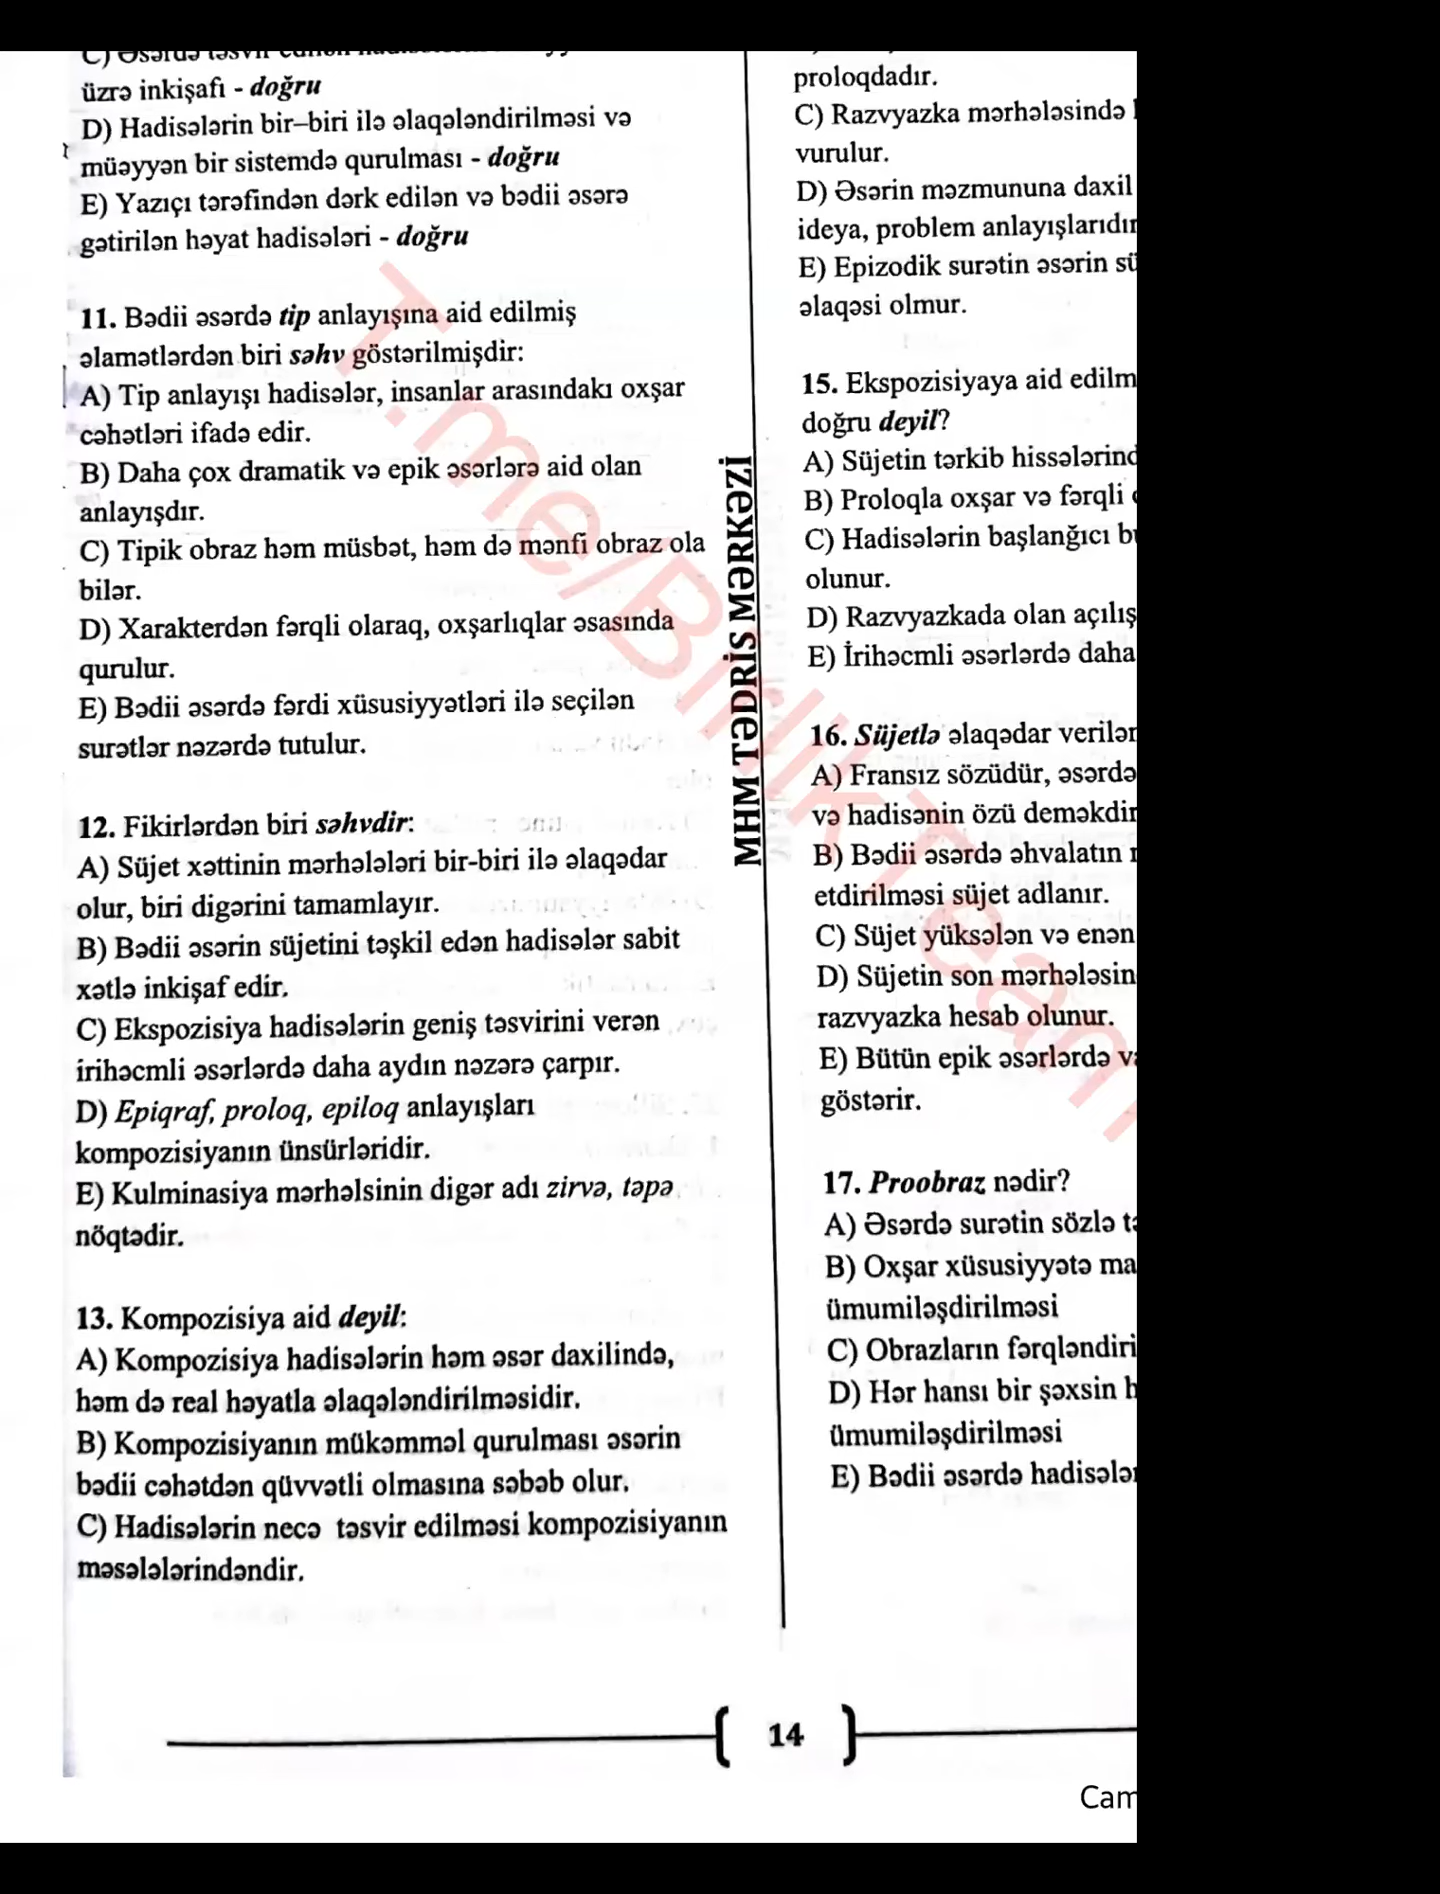 üzrə inkişafı - doğru
D) Hadisələrin bir–biri ilə əlaqələndirilməsi və
müəyyən bir sistemdə qurulması - doğru
E) Yazıçı tərəfindən dərk edilən və bədii əsərə
gətirilən həyat hadisələri - doğru
11. Bədii əsərdə tip anlayışına aid edilmiş
əlamətlərdən biri səhv göstərilmişdir:
A) Tip anlayışı hadisələr, insanlar arasındakı oxşar
cəhətləri ifadə edir.
B) Daha çox dramatik və epik əsərlərə aid olan
anlayışdır.
C) Tipik obraz həm müsbət, həm də mənfi obraz ola
bilər.
D) Xarakterdən fərqli olaraq, oxşarlıqlar əsasında
qurulur.
E) Bədii əsərdə fərdi xüsusiyyətləri ilə seçilən
surətlər nəzərdə tutulur.
12. Fikirlərdən biri səhvdir:
A) Süjet xəttinin mərhələləri bir-biri ilə əlaqədar
olur, biri digərini tamamlayır.
B) Bədii əsərin süjetini təşkil edən hadisələr sabit
xətlə inkişaf edir.
C) Ekspozisiya hadisələrin geniş təsvirini verən
irihəcmli əsərlərdə daha aydın nəzərə çarpır.
D) Epiqraf, proloq, epiloq anlayışları
kompozisiyanın ünsürləridir.
E) Kulminasiya mərhəlsinin digər adı zirvə, təpə
nöqtədir.
13. Kompozisiya aid deyil:
A) Kompozisiya hadisələrin həm əsər daxilində,
həm də real həyatla əlaqələndirilməsidir.
B) Kompozisiyanın mükəmməl qurulması əsərin
bədii cəhətdən qüvvətli olmasına səbəb olur.
C) Hadisələrin necə təsvir edilməsi kompozisiyanın
məsələlərindəndir.
MHM TƏDRİS MƏRKƏZİ
proloqdadır.
C) Razvyazka mərhələsində
vurulur.
D) Əsərin məzmununa daxil
ideya, problem anlayışlarıdır
E) Epizodik surətin əsərin sü
əlaqəsi olmur.
15. Ekspozisiyaya aid edilm
doğru deyil?
A) Süjetin tərkib hissələrind
B) Proloqla oxşar və fərqli
C) Hadisələrin başlanğıcı b
olunur.
D) Razvyazkada olan açılış
E) İrihəcmli əsərlərdə daha
16. Süjetlə əlaqədar verilər
A) Fransız sözüdür, əsərdə
və hadisənin özü deməkdir
B) Bədii əsərdə əhvalatın
etdirilməsi süjet adlanır.
C) Süjet yüksələn və enən
D) Süjetin son mərhələsin
razvyazka hesab olunur.
E) Bütün epik əsərlərdə
göstərir.
17. Proobraz nədir?
A) Əsərdə surətin sözlə
B) Oxşar xüsusiyyətə ma
ümumiləşdirilməsi
C) Obrazların fərqləndiri
D) Hər hansı bir şəxsin
ümumiləşdirilməsi
E) Bədii əsərdə hadisələr
T.me/BirlikTeam
14
Cam